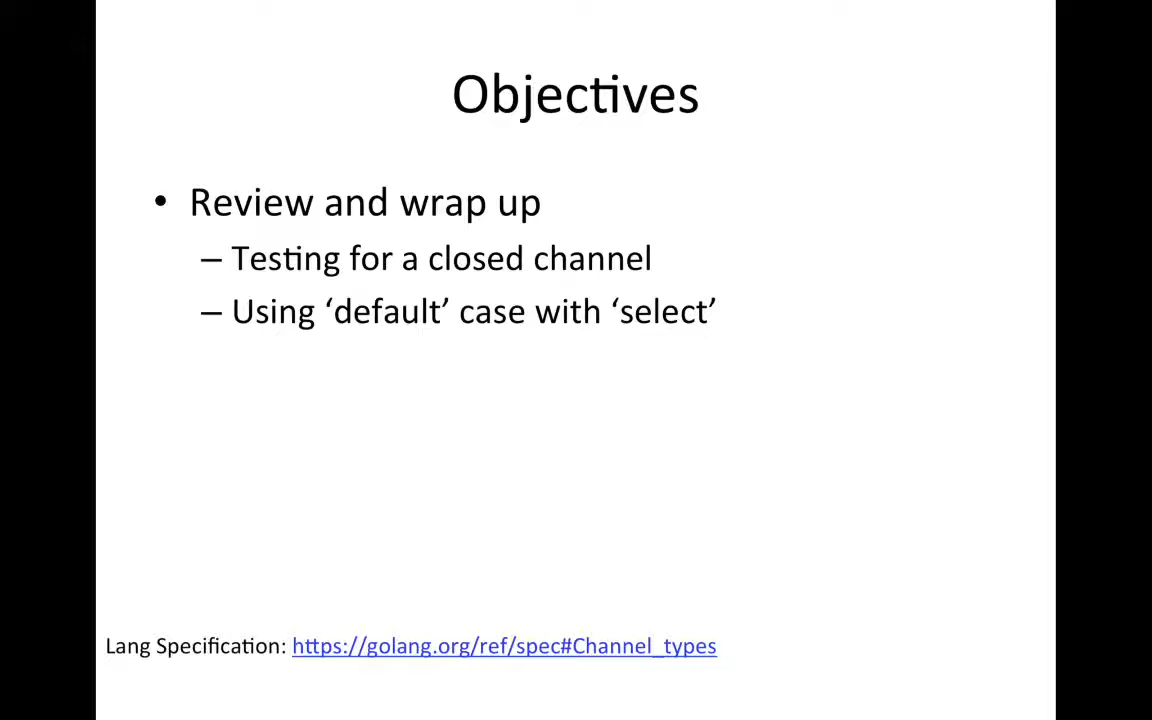 Objectives
• Review and wrap up
– Testing for a closed channel
– Using ‘default’ case with ‘select’
Lang Specification: https://golang.org/ref/spec#Channel_types